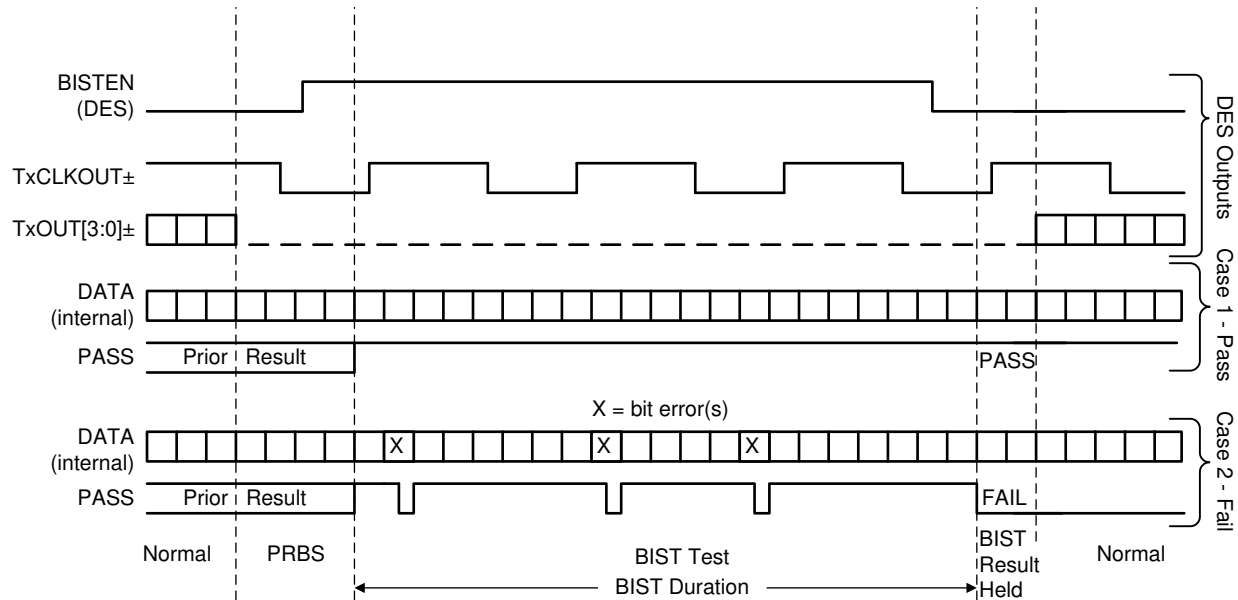 BISTEN
(DES)
TxCLKOUT±
TxOUT[3:0]±
DES Outputs
DATA
(internal)
PASS
Prior Result
PASS
Case 1 - Pass
X = bit error(s)
DATA
(internal)
X
X
X
PASS
Prior Result
FAIL
Case 2 - Fail
Normal
PRBS
BIST Test
BIST Duration
BIST
Result
Held
Normal